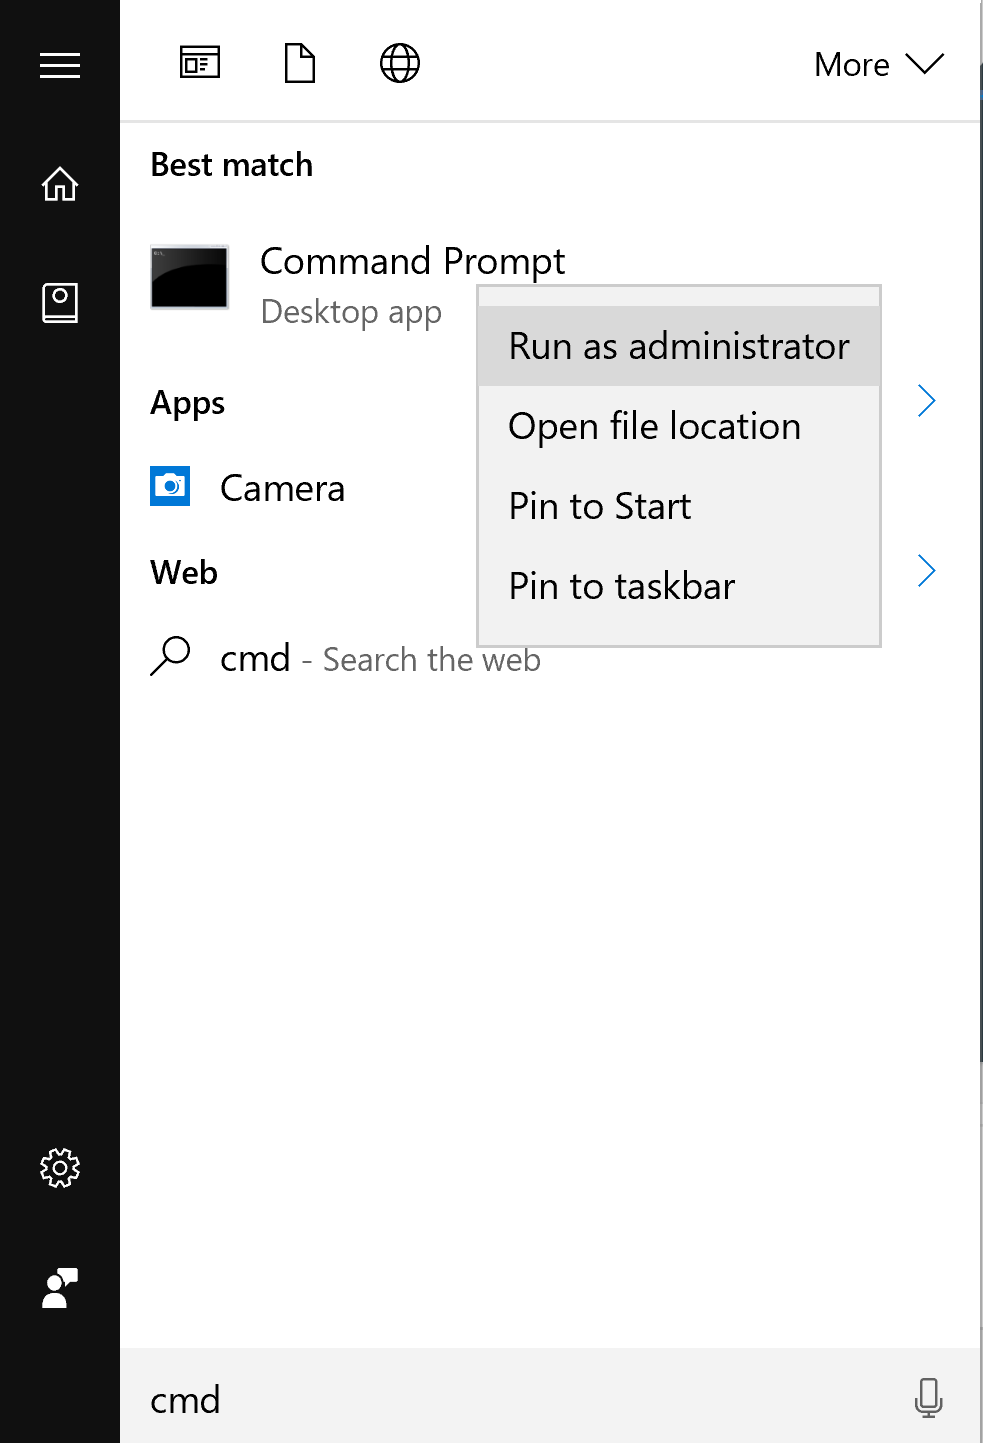 More
Best match
Command Prompt
Desktop app
Run as administrator
Open file location
Pin to Start
Pin to taskbar
Apps
Camera
Web
cmd - Search the web
cmd